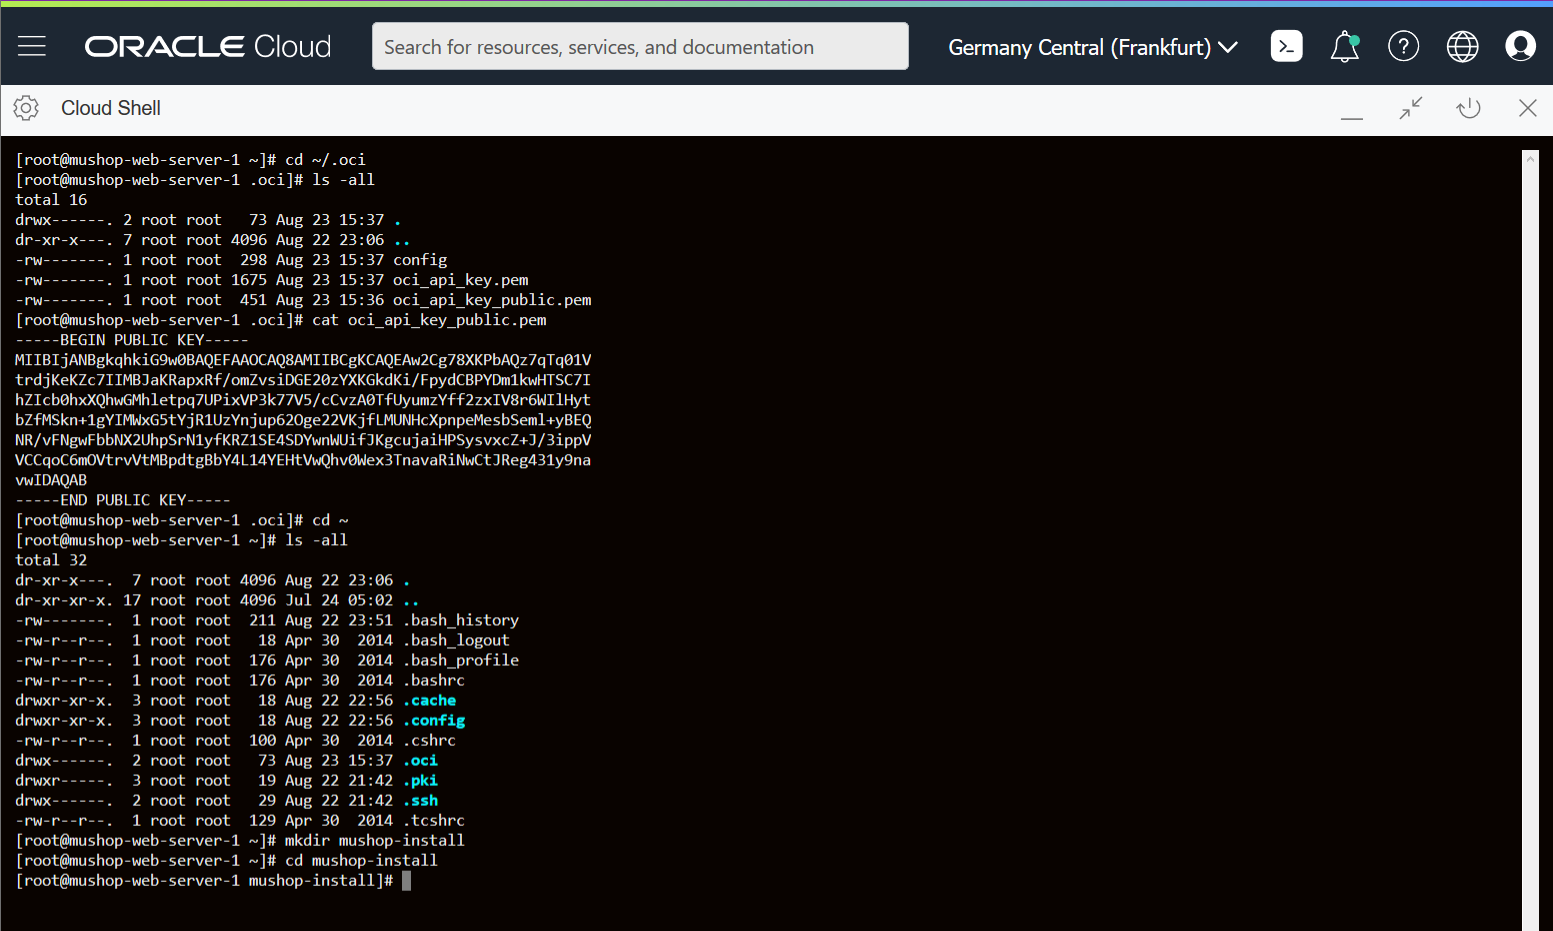 ORACLE Cloud
Search for resources, services, and documentation
Germany Central (Frankfurt)
Cloud Shell
[root@mushop-web-server-1 ~]# cd ~/.oci
[root@mushop-web-server-1 .oci]# ls -all
total 16
drwx------. 2 root root   73 Aug 23 15:37 .
dr-xr-x---. 7 root root 4096 Aug 22 23:06 ..
-rw-------. 1 root root  298 Aug 23 15:37 config
-rw-------. 1 root root 1675 Aug 23 15:37 oci_api_key.pem
-rw-------. 1 root root  451 Aug 23 15:36 oci_api_key_public.pem
[root@mushop-web-server-1 .oci]# cat oci_api_key_public.pem
-----BEGIN PUBLIC KEY-----
MIIBIjANBgkqhkiG9w0BAQEFAAOCAQ8AMIIBCgKCAQEAw2Cg78XKPbAQz7qTq01V
trdjKeKZc7IIMBJaKRapxRf/omZvsiDGE20zYXKGkdKi/FpydCBPYDm1kwHTSC7I
hZIcb0hxXQhwGMhletpq7UPixVP3k77V5/cCvzA0TfUyumzYff2zxIV8r6WIlHyt
bZfMSkn+1gYIMWxG5tYjR1UzYnjup62Oge22VKjfLMUNHcXpnpeMesbSeml+yBEQ
NR/vFNgwFbbNX2UhpSrN1yfKRZ1SE4SDYwnWUifJKgcujaiHPSysvxcZ+J/3ippV
VCCqoC6mOVtrvVtMBpdtgBbY4L14YEHtVwQhv0Wex3TnavaRiNwCtJReg431y9na
vwIDAQAB
-----END PUBLIC KEY-----
[root@mushop-web-server-1 .oci]# cd ~
[root@mushop-web-server-1 ~]# ls -all
total 32
dr-xr-x---.  7 root root 4096 Aug 22 23:06 .
dr-xr-xr-x. 17 root root 4096 Jul 24 05:02 ..
-rw-------.  1 root root  211 Aug 22 23:51 .bash_history
-rw-r--r--.  1 root root   18 Apr 30  2014 .bash_logout
-rw-r--r--.  1 root root  176 Apr 30  2014 .bash_profile
-rw-r--r--.  1 root root  176 Apr 30  2014 .bashrc
drwxr-xr-x.  3 root root   18 Aug 22 22:56 .cache
drwxr-xr-x.  3 root root   18 Aug 22 22:56 .config
-rw-r--r--.  1 root root  100 Apr 30  2014 .cshrc
drwx------.  2 root root   73 Aug 23 15:37 .oci
drwxr-----.  3 root root   19 Aug 22 21:42 .pki
drwx------.  2 root root   29 Aug 22 21:42 .ssh
-rw-r--r--.  1 root root  129 Apr 30  2014 .tcshrc
[root@mushop-web-server-1 ~]# mkdir mushop-install
[root@mushop-web-server-1 ~]# cd mushop-install
[root@mushop-web-server-1 mushop-install]#